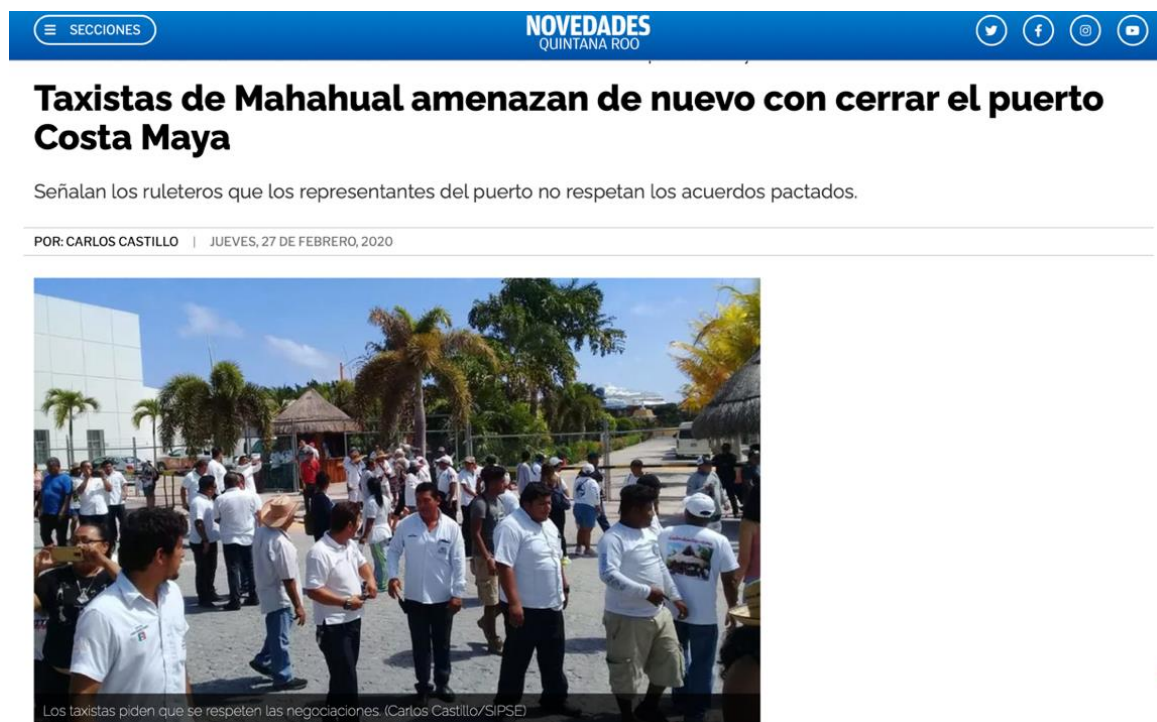 SECCIONES
NOVEDADES
QUINTANA ROO
Taxistas de Mahahual amenazan de nuevo con cerrar el puerto
Costa Maya
Señalan los ruleteros que los representantes del puerto no respetan los acuerdos pactados.
POR: CARLOS CASTILLO | JUEVES, 27 DE FEBRERO, 2020
Los taxistas piden que se respeten las negociaciones. (Carlos Castillo/SIPSE)